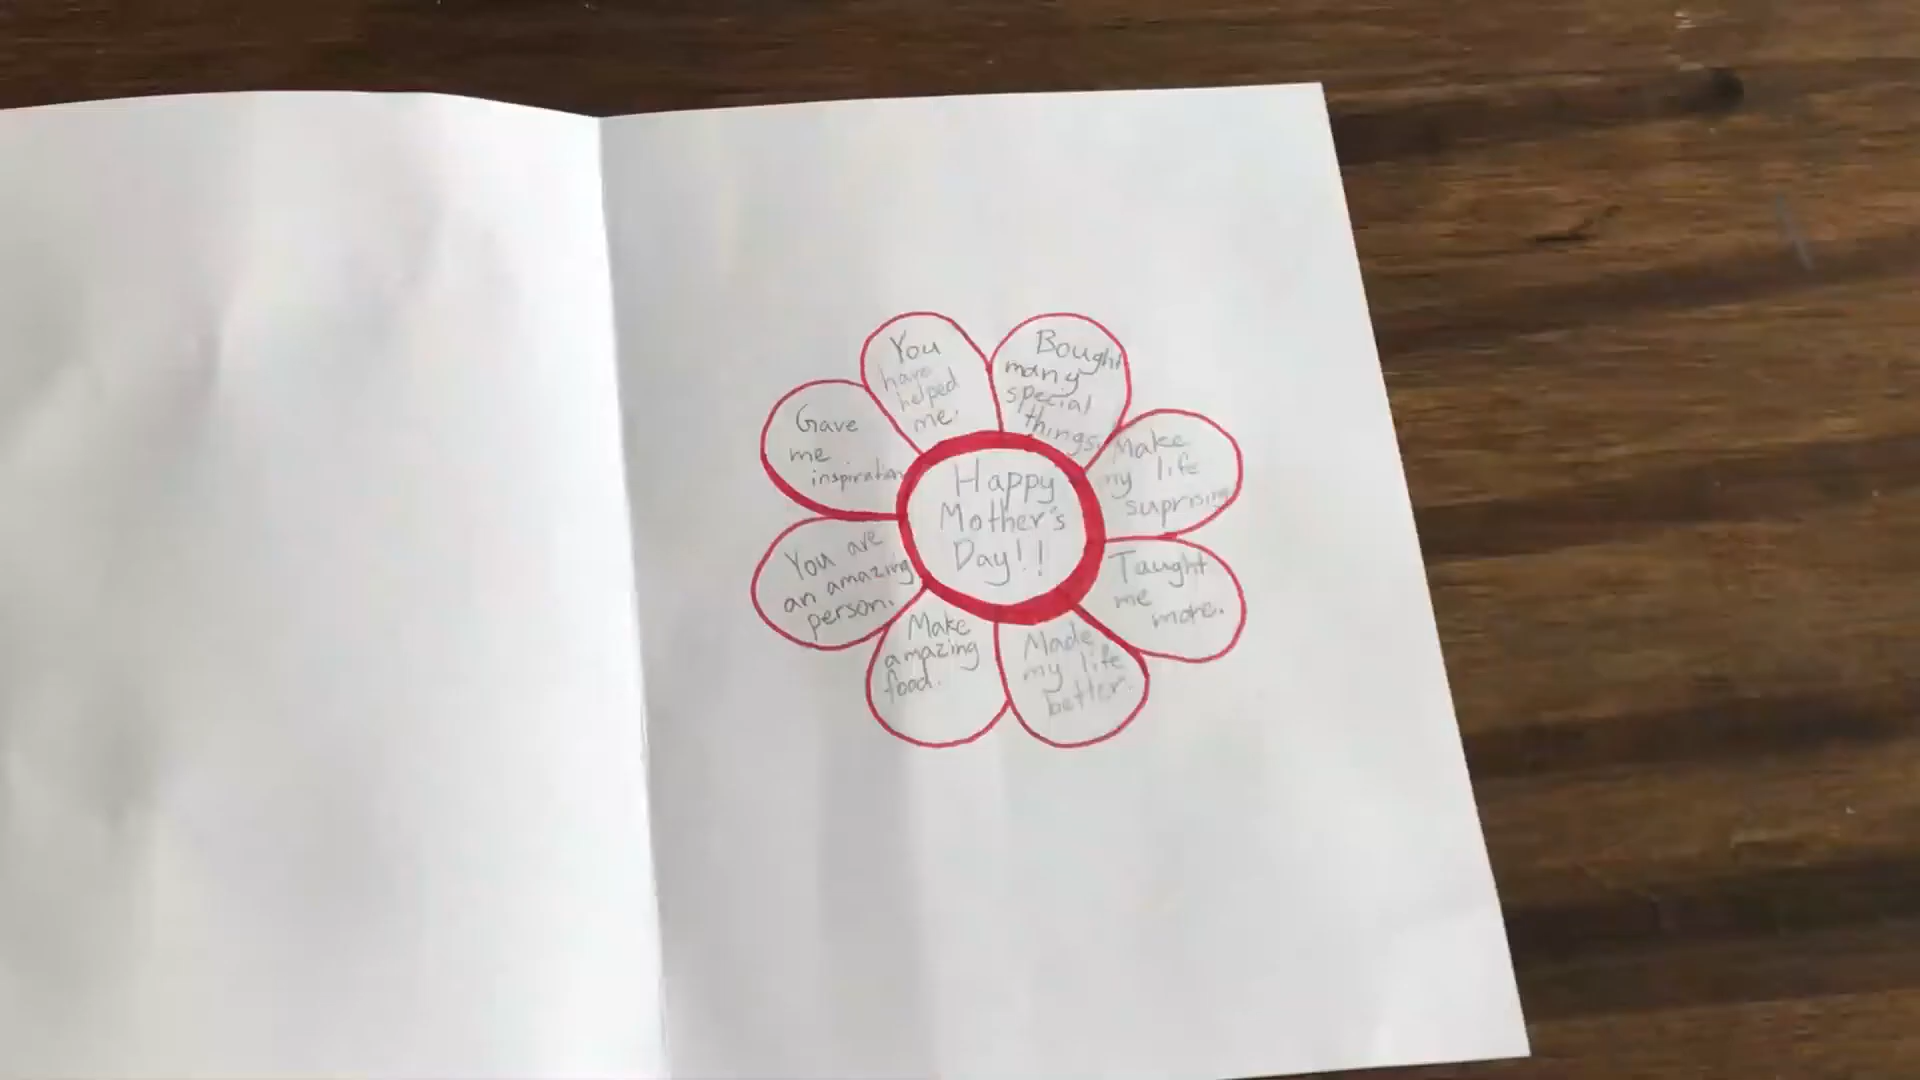 Happy
Mother's
Day!!
You
have
helped
me.
Bought
many
special
things.
Make
my life
suprising
Taught
me
more.
Made
my life
better.
Make
amazing
food.
You are
an amazing
person.
Gave
me
inspiration